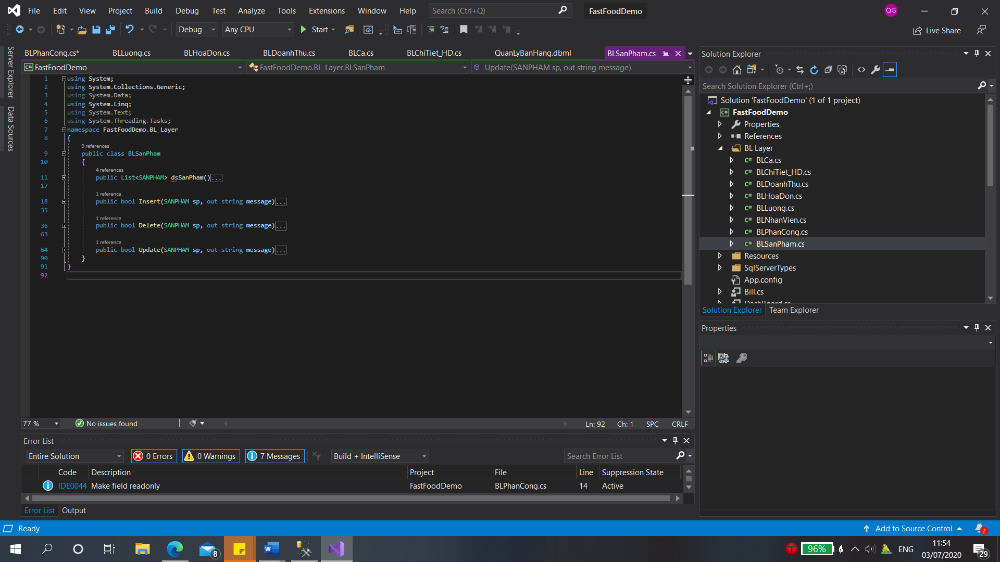 File Edit View Project Build Debug Test Analyze Tools Extensions Window Help Search (Ctrl+Q) FastFoodDemo QG
Debug Any CPU Start Live Share
Server Explorer
Data Sources
BLPhanCong.cs* BLLuong.cs BLHoaDon.cs BLDoanhThu.cs BLCa.cs BLChiTiet_HD.cs QuanLyBanHang.dbml BLSanPham.cs
FastFoodDemo FastFoodDemo.BL_Layer.BLSanPham Update(SANPHAM sp, out string message)
1 using System;
2 using System.Collections.Generic;
3 using System.Data;
4 using System.Linq;
5 using System.Text;
6 using System.Threading.Tasks;
7 namespace FastFoodDemo.BL_Layer
8 {
9 references
9 public class BLSanPham
10 {
4 references
11 public List<SANPHAM> dsSanPham()...
17
1 reference
18 public bool Insert(SANPHAM sp, out string message)...
35
1 reference
36 public bool Delete(SANPHAM sp, out string message)...
63
1 reference
64 public bool Update(SANPHAM sp, out string message)...
90 }
91 }
92
77 % No issues found Ln: 92 Ch: 1 SPC CRLF
Error List
Entire Solution 0 Errors 0 Warnings 7 Messages Build + IntelliSense Search Error List
Code Description Project File Line Suppression State
IDE0044 Make field readonly FastFoodDemo BLPhanCong.cs 14 Active
Error List Output
Solution Explorer
Search Solution Explorer (Ctrl+;)
Solution 'FastFoodDemo' (1 of 1 project)
C# FastFoodDemo
Properties
References
BL Layer
C# BLCa.cs
C# BLChiTiet_HD.cs
C# BLDoanhThu.cs
C# BLHoaDon.cs
C# BLLuong.cs
C# BLNhanVien.cs
C# BLPhanCong.cs
C# BLSanPham.cs
Resources
SqlServerTypes
App.config
Bill.cs
DashBoard.cs
Solution Explorer Team Explorer
Properties
Ready Add to Source Control 2
8 96% ENG 11:54
03/07/2020 29